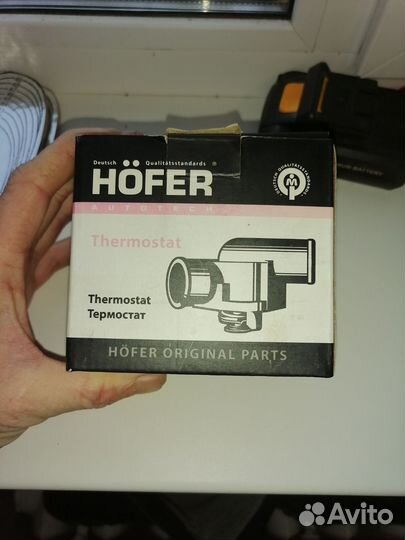 Deutsch Qualitätsstandards ®
HÖFER
AUTOTECH
Thermostat
Thermostat
Термостат
HÖFER ORIGINAL PARTS
Avito